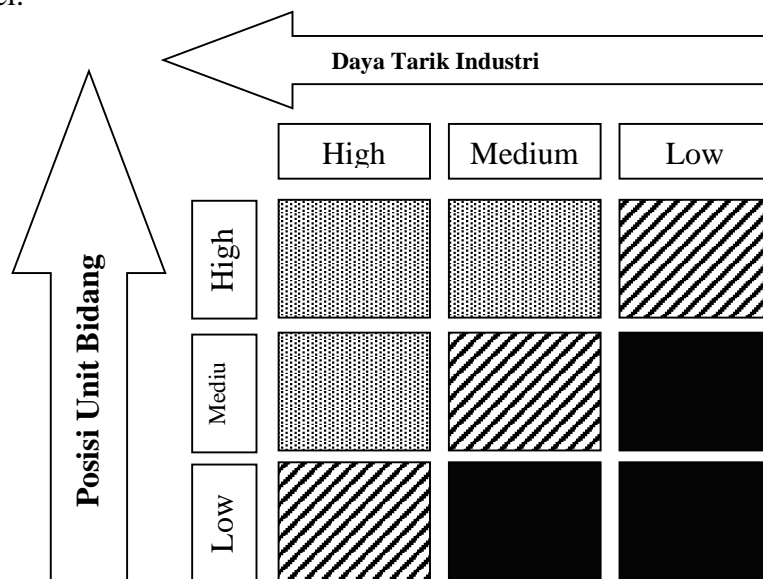 Daya Tarik Industri
High
Medium
Low
High
Mediu
Low
Posisi Unit Bidang